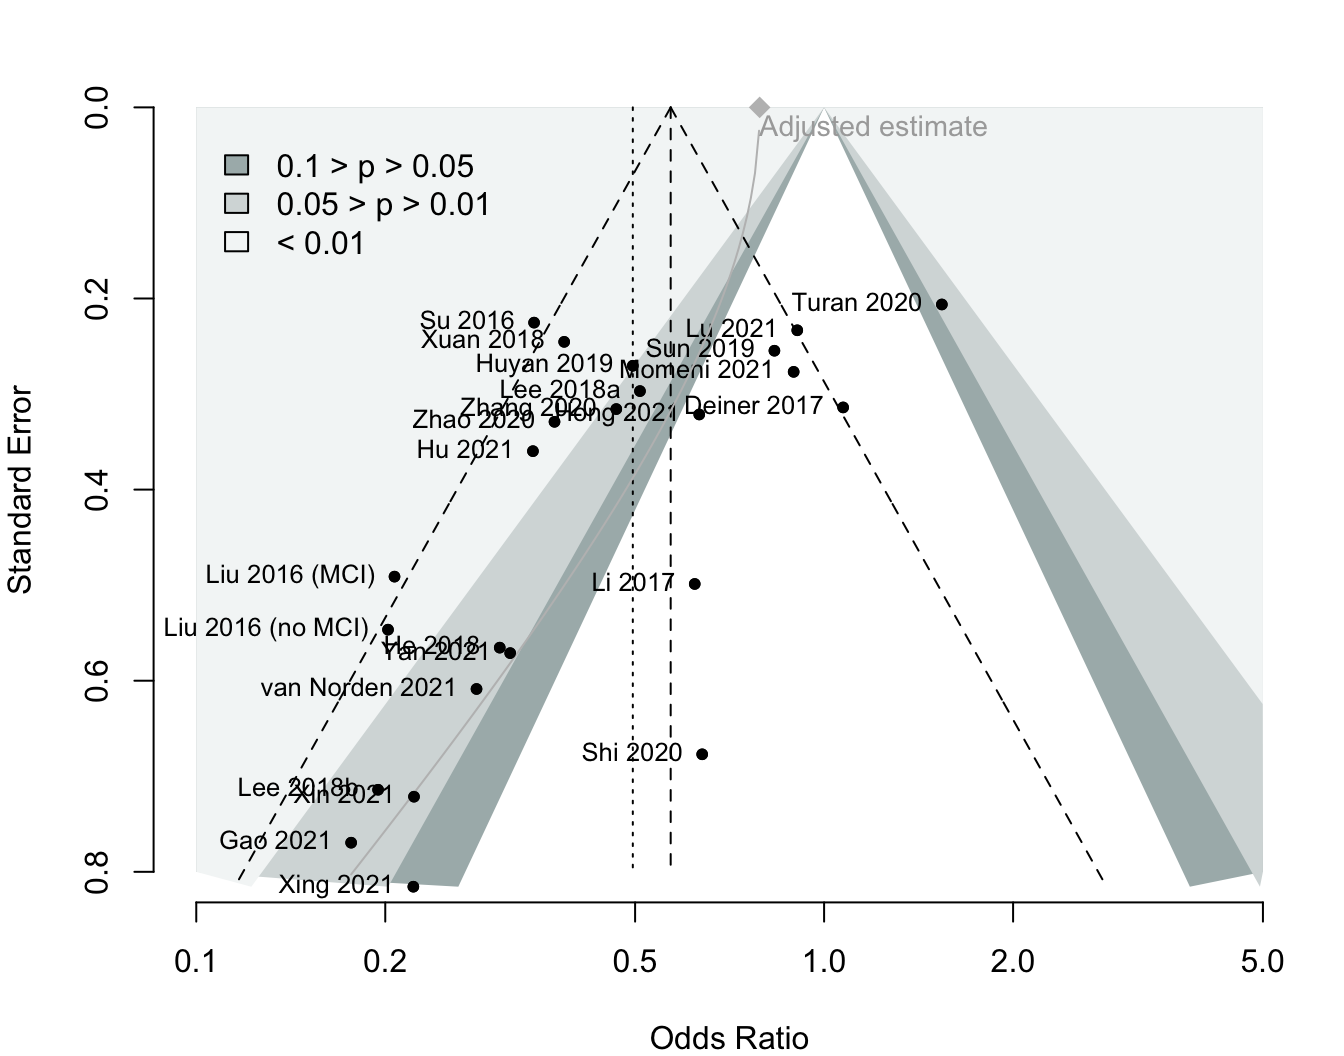 Adjusted estimate
0.1 > p > 0.05
0.05 > p > 0.01
< 0.01
Turan 2020
Su 2016
Lu 2021
Xuan 2018
Sun 2019
Huyan 2019
Momeni 2021
Lee 2018a
Deiner 2017
Zhang 2020
Hong 2021
Zhao 2020
Hu 2021
Liu 2016 (MCI)
Li 2017
Liu 2016 (no MCI)
He 2018
Yan 2021
van Norden 2021
Shi 2020
Lee 2018b
Xin 2021
Gao 2021
Xing 2021
Standard Error
0.0
0.2
0.4
0.6
0.8
0.1
0.2
0.5
1.0
2.0
5.0
Odds Ratio